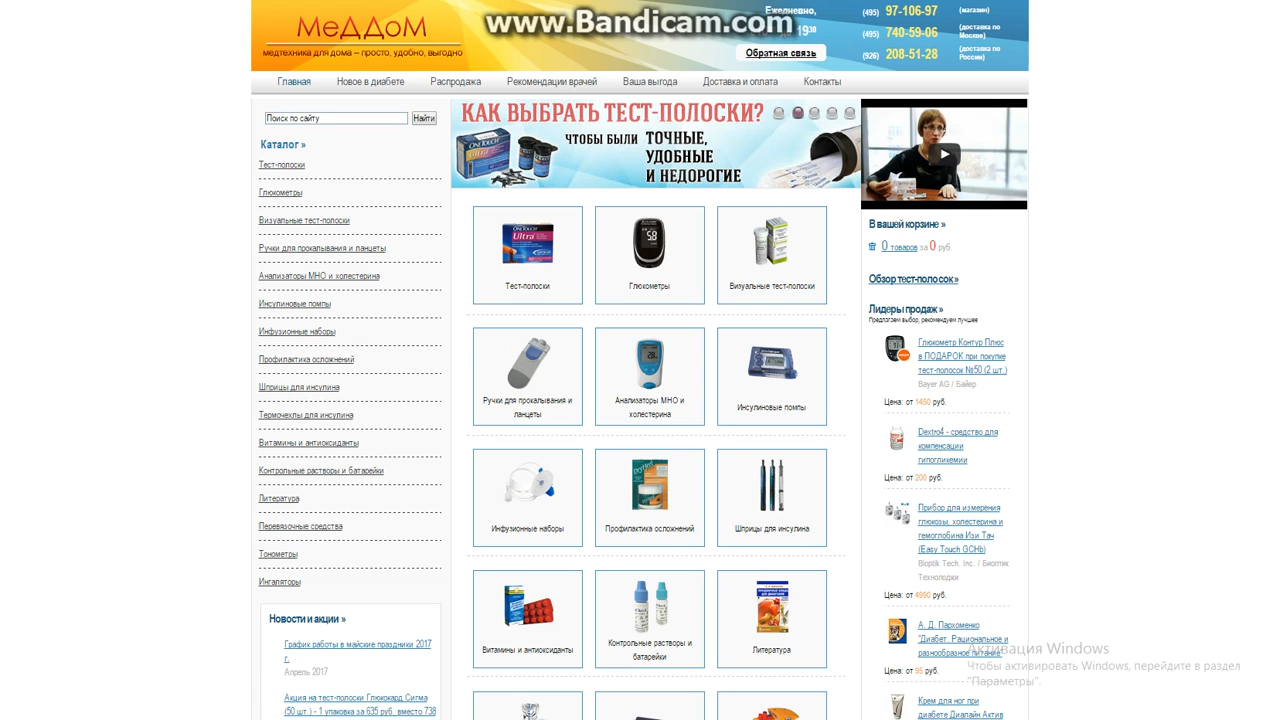 МеДДоМ
медтехника для дома – просто, удобно, выгодно
www.Bandicam.com
Ежедневно,
19³⁰
Обратная связь
(495) 97-106-97 (магазин)
(495) 740-59-06 (доставка по Москве)
(926) 208-51-28 (доставка по России)
Главная Новое в диабете Распродажа Рекомендации врачей Ваша выгода Доставка и оплата Контакты
Поиск по сайту Найти
Каталог »
Тест-полоски
Глюкометры
Визуальные тест-полоски
Ручки для прокалывания и ланцеты
Анализаторы МНО и холестерина
Инсулиновые помпы
Инфузионные наборы
Профилактика осложнений
Шприцы для инсулина
Термочехлы для инсулина
Витамины и антиоксиданты
Контрольные растворы и батарейки
Литература
Перевязочные средства
Тонометры
Ингаляторы
Новости и акции »
График работы в майские праздники 2017
г.
Апрель 2017
Акция на тест-полоски Глюкокард Сигма
(50 шт.) - 1 упаковка за 635 руб. вместо 738
КАК ВЫБРАТЬ ТЕСТ-ПОЛОСКИ?
ЧТОБЫ БЫЛИ ТОЧНЫЕ,
УДОБНЫЕ
И НЕДОРОГИЕ
ONETOUCH
Ultra
ONETOUCH
Ultra
5.8
Тест-полоски
Глюкометры
Визуальные тест-полоски
Ручки для прокалывания и
ланцеты
Анализаторы МНО и
холестерина
Инсулиновые помпы
Инфузионные наборы
Профилактика осложнений
Шприцы для инсулина
Витамины и антиоксиданты
Контрольные растворы и
батарейки
Литература
В вашей корзине »
0 товаров за 0 руб
Обзор тест-полосок »
Лидеры продаж »
Предлагаем выбор, рекомендуем лучшее
Глюкометр Контур Плюс
в ПОДАРОК при покупке
тест-полосок №50 (2 шт.)
Bayer AG / Байер
Цена: от 1450 руб.
Dextro4 - средство для
компенсации
гипогликемии
Цена: от 200 руб.
Прибор для измерения
глюкозы, холестерина и
гемоглобина Изи Тач
(Easy Touch GCHb)
Bioptik Tech. Inc. / Биоптик
Технолоджи
Цена: от 4990 руб.
А. Д. Пархоменко
"Диабет. Рациональное и
разнообразное питание"
Цена: от 95 руб.
Крем для ног при
диабете Диалайн Актив
Активация Windows
Чтобы активировать Windows, перейдите в раздел
"Параметры".